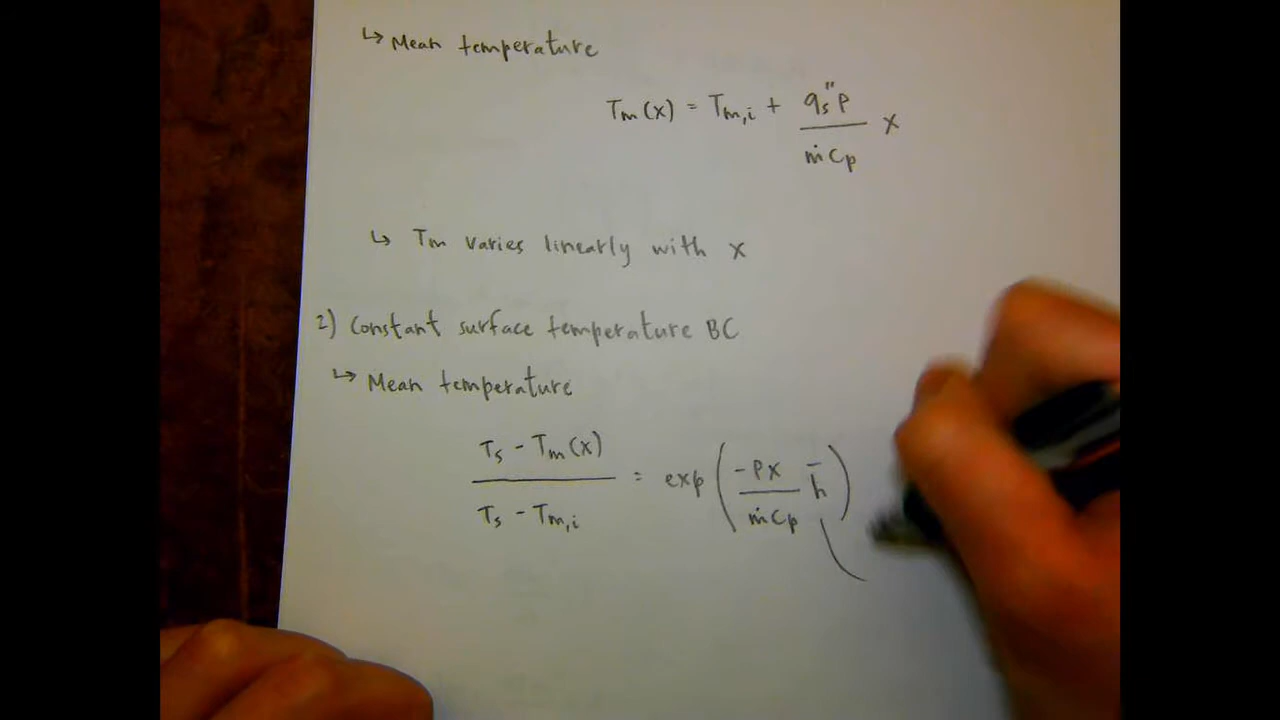 ↳ Mean temperature
Tm(x) = Tm,i + qs"P / ṁCp x
↳ Tm varies linearly with x
2) Constant surface temperature BC
↳ Mean temperature
Ts - Tm(x) / Ts - Tm,i = exp(-Px / ṁCp h̄)